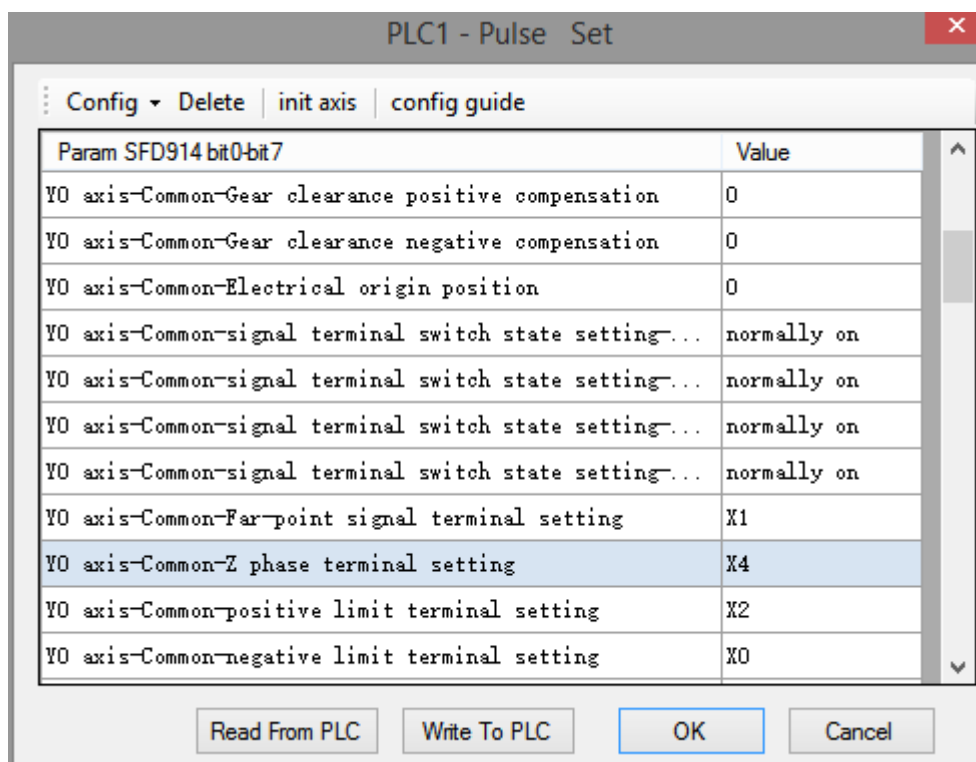 PLC1 - Pulse Set
Config Delete init axis config guide
Param SFD914 bit0-bit7 Value
Y0 axis-Common-Gear clearance positive compensation 0
Y0 axis-Common-Gear clearance negative compensation 0
Y0 axis-Common-Electrical origin position 0
Y0 axis-Common-signal terminal switch state setting-... normally on
Y0 axis-Common-signal terminal switch state setting-... normally on
Y0 axis-Common-signal terminal switch state setting-... normally on
Y0 axis-Common-signal terminal switch state setting-... normally on
Y0 axis-Common-Far-point signal terminal setting X1
Y0 axis-Common-Z phase terminal setting X4
Y0 axis-Common-positive limit terminal setting X2
Y0 axis-Common-negative limit terminal setting X0
Read From PLC Write To PLC OK Cancel